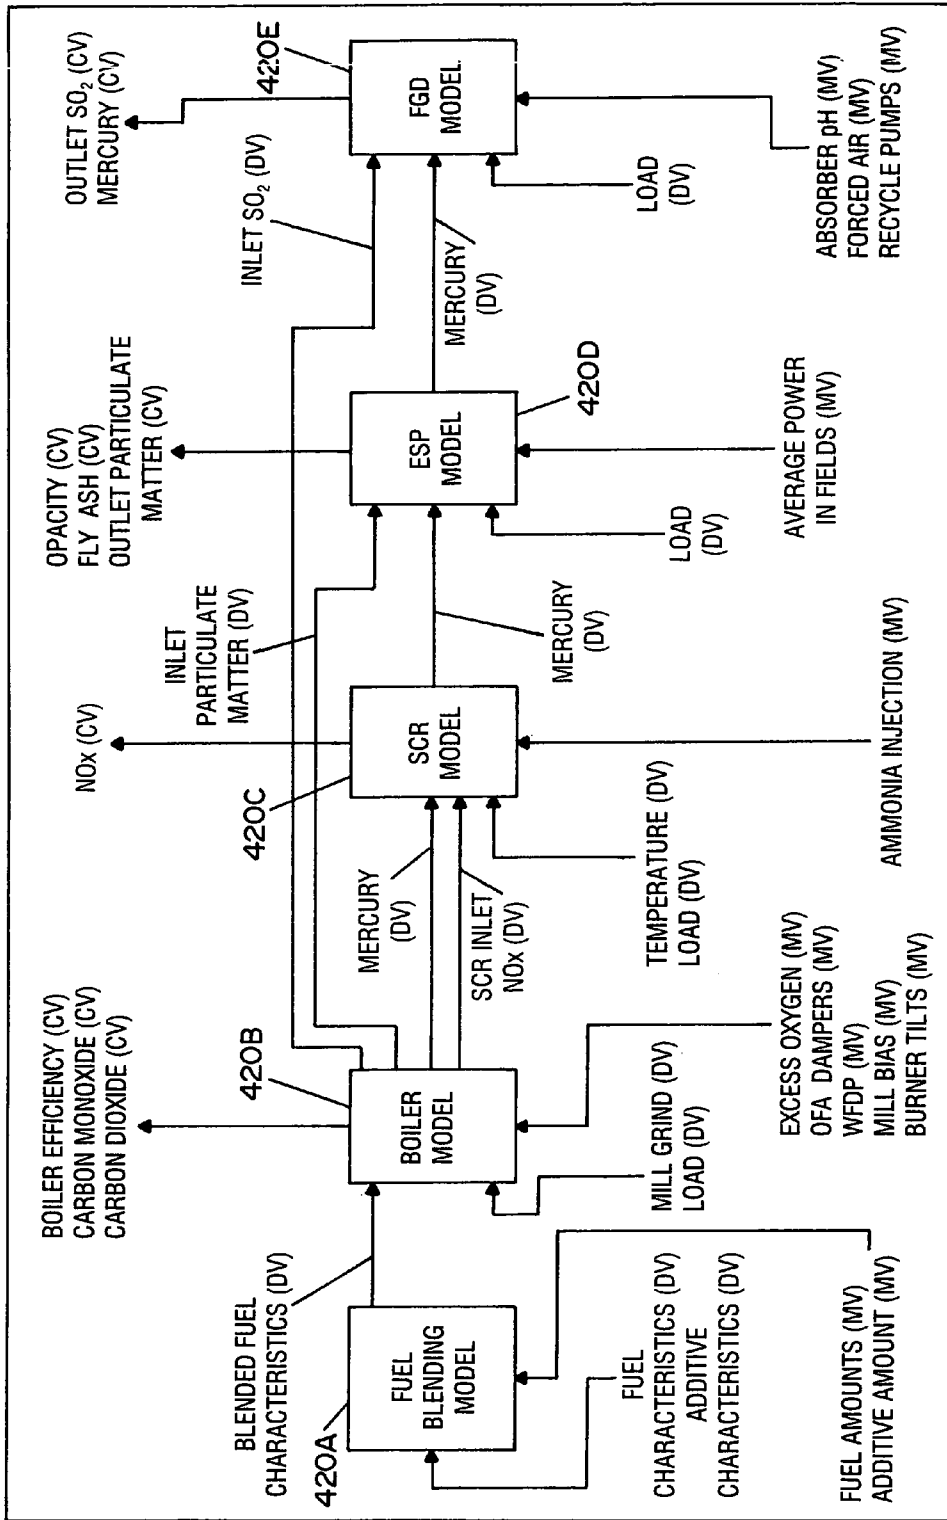 BOILER EFFICIENCY (CV)
CARBON MONOXIDE (CV)
CARBON DIOXIDE (CV)
NOx (CV)
OPACITY (CV)
FLY ASH (CV)
OUTLET PARTICULATE
MATTER (CV)
OUTLET SO₂ (CV)
MERCURY (CV)
BLENDED FUEL
CHARACTERISTICS (DV)
420A
FUEL
BLENDING
MODEL
420B
BOILER
MODEL
INLET
PARTICULATE
MATTER (DV)
MERCURY
(DV)
SCR INLET
NOx (DV)
420C
SCR
MODEL
MERCURY
(DV)
ESP
MODEL
420D
INLET SO₂ (DV)
MERCURY
(DV)
420E
FGD
MODEL
FUEL
CHARACTERISTICS (DV)
ADDITIVE
CHARACTERISTICS (DV)
MILL GRIND (DV)
LOAD (DV)
TEMPERATURE (DV)
LOAD (DV)
LOAD
(DV)
LOAD
(DV)
FUEL AMOUNTS (MV)
ADDITIVE AMOUNT (MV)
EXCESS OXYGEN (MV)
OFA DAMPERS (MV)
WFDP (MV)
MILL BIAS (MV)
BURNER TILTS (MV)
AMMONIA INJECTION (MV)
AVERAGE POWER
IN FIELDS (MV)
ABSORBER pH (MV)
FORCED AIR (MV)
RECYCLE PUMPS (MV)